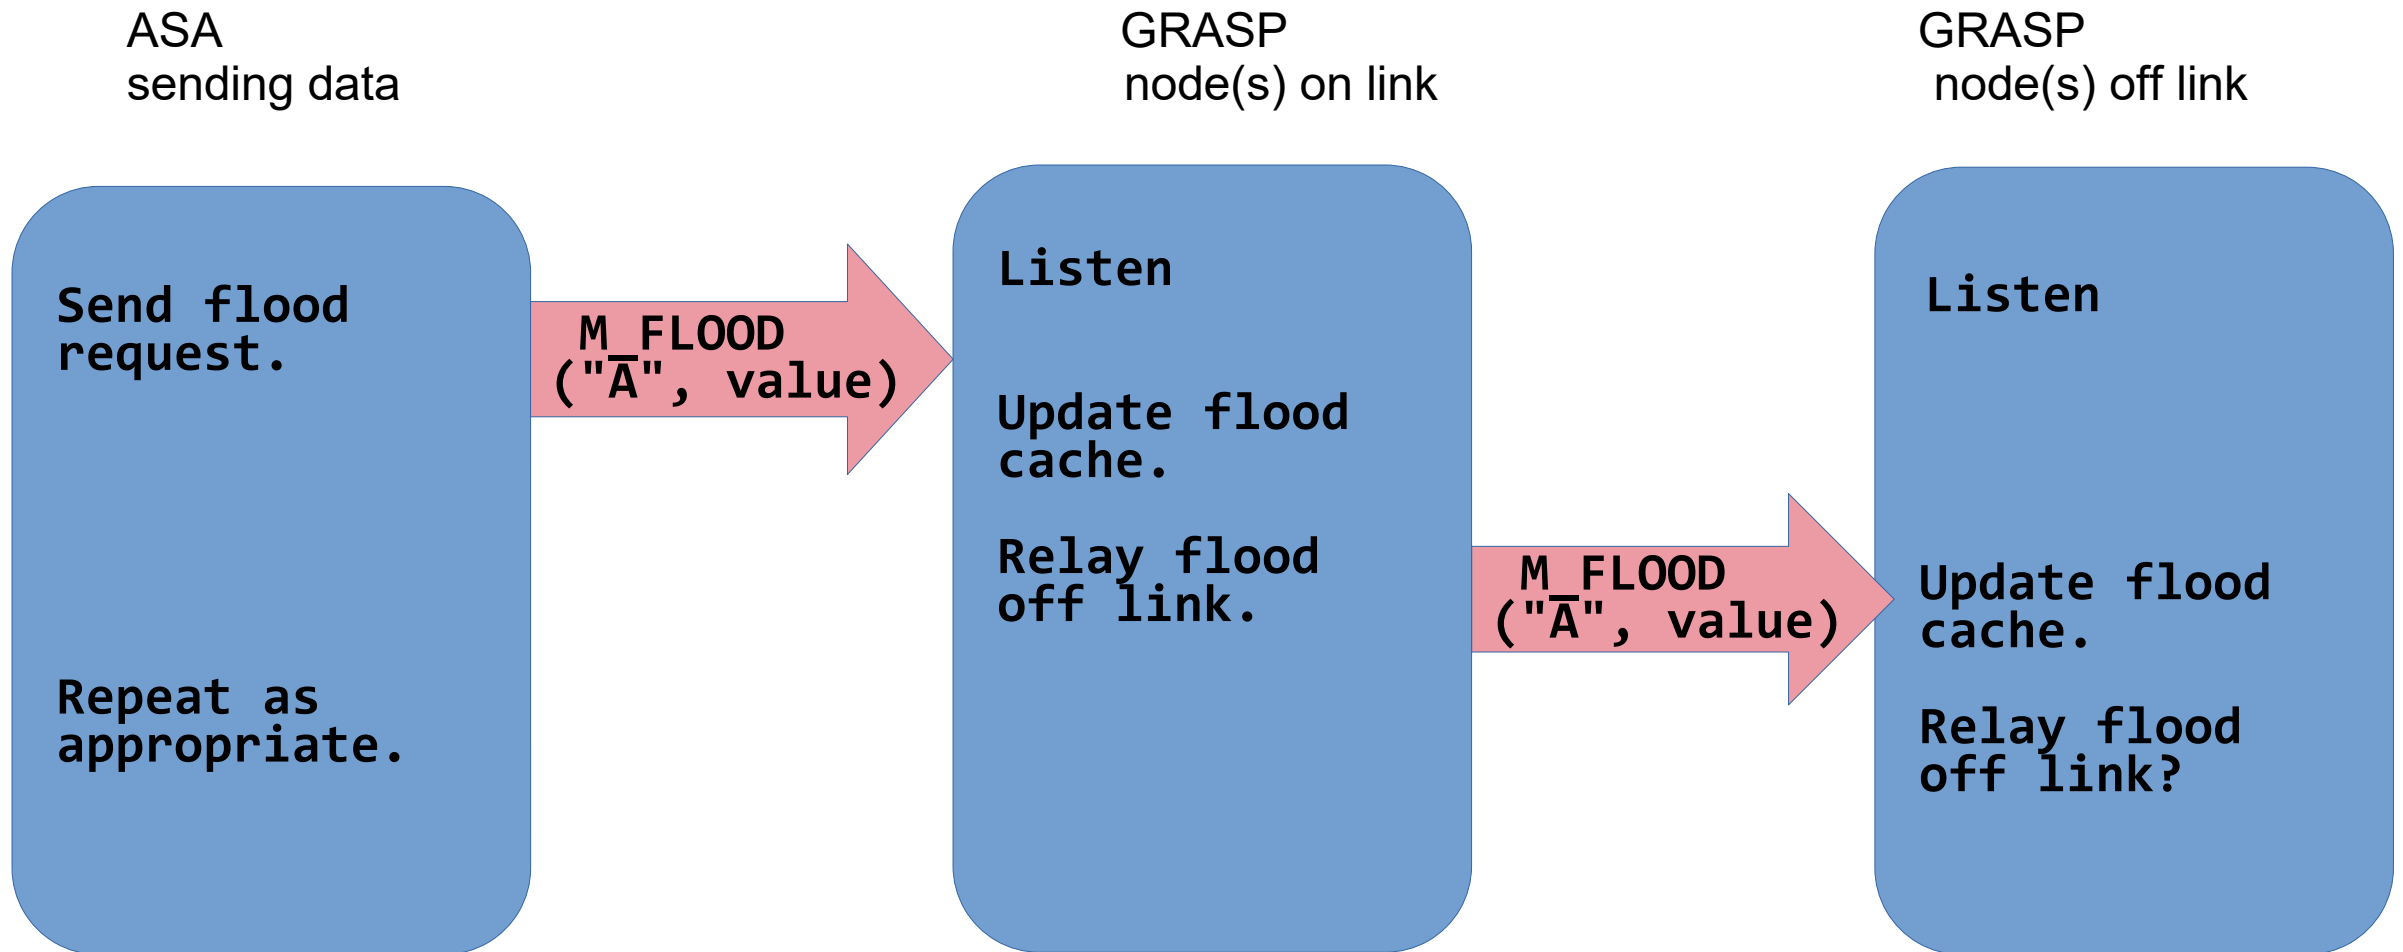 ASA
sending data
GRASP
node(s) on link
GRASP
node(s) off link
Send flood
request.
Repeat as
appropriate.
M_FLOOD
("A", value)
Listen
Update flood
cache.
Relay flood
off link.
M_FLOOD
("A", value)
Listen
Update flood
cache.
Relay flood
off link?